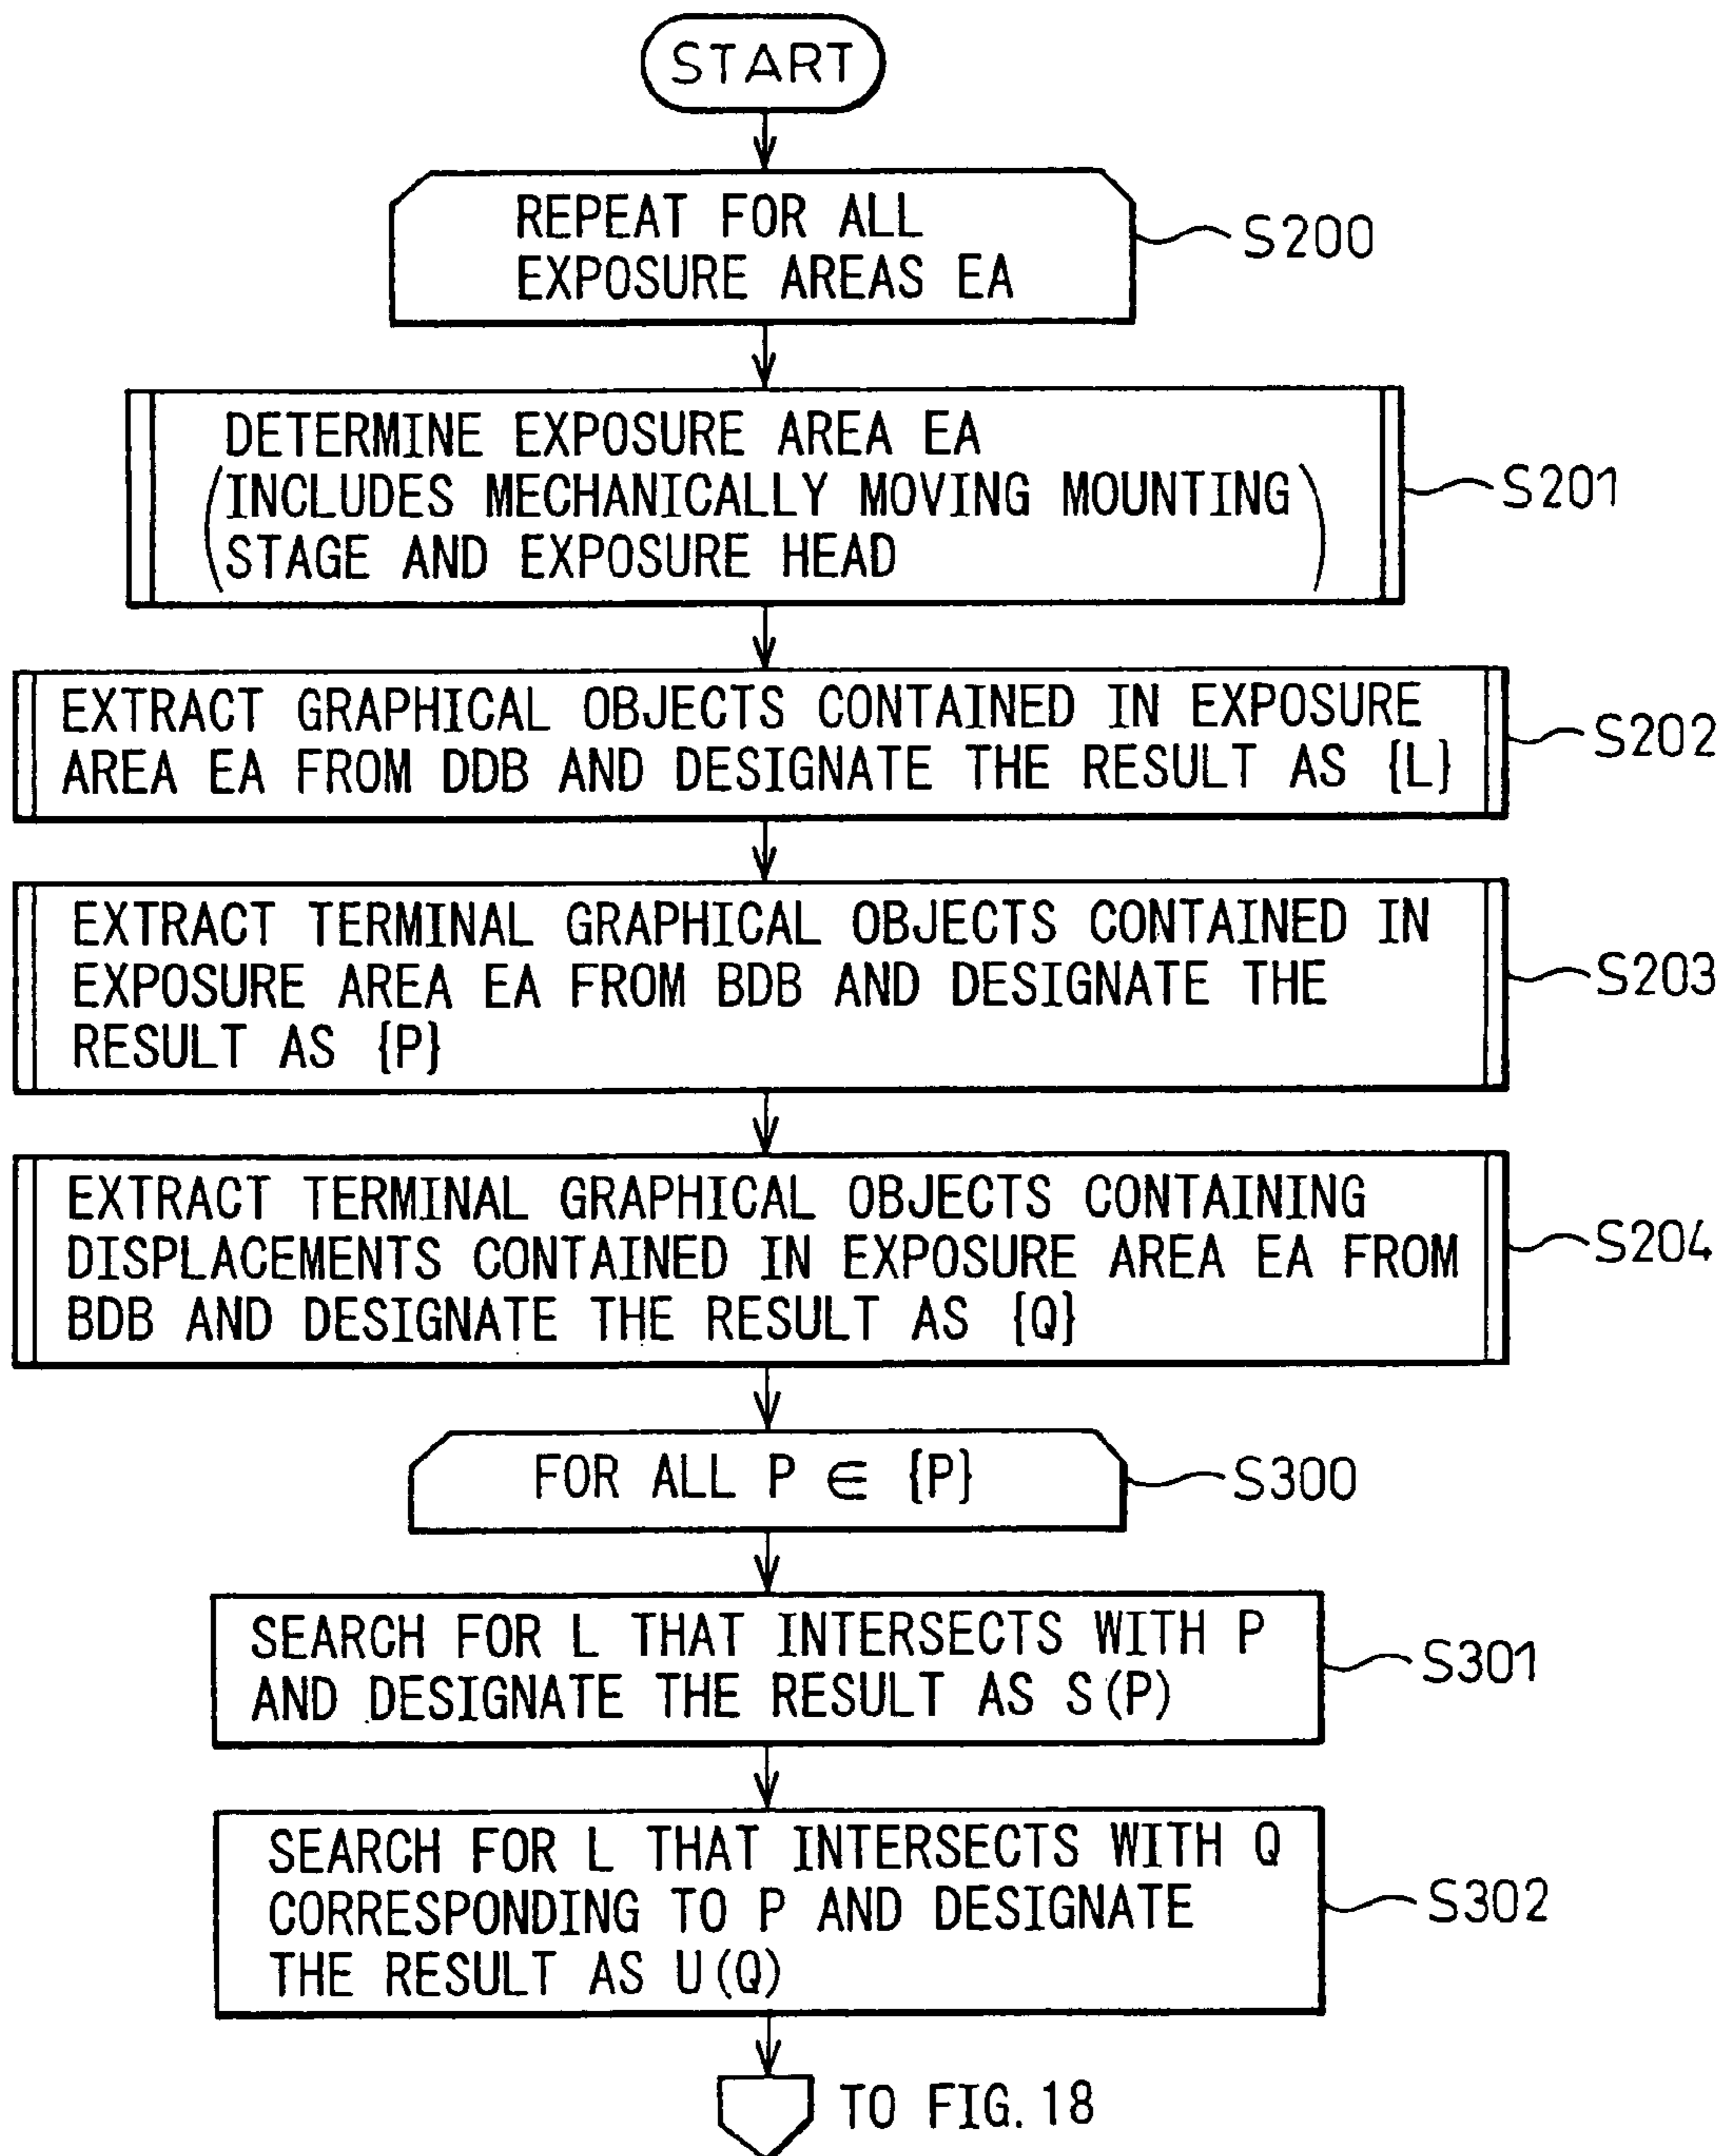 START
REPEAT FOR ALL
EXPOSURE AREAS EA
S200
DETERMINE EXPOSURE AREA EA
(INCLUDES MECHANICALLY MOVING MOUNTING
STAGE AND EXPOSURE HEAD)
S201
EXTRACT GRAPHICAL OBJECTS CONTAINED IN EXPOSURE
AREA EA FROM DDB AND DESIGNATE THE RESULT AS {L}
S202
EXTRACT TERMINAL GRAPHICAL OBJECTS CONTAINED IN
EXPOSURE AREA EA FROM BDB AND DESIGNATE THE
RESULT AS {P}
S203
EXTRACT TERMINAL GRAPHICAL OBJECTS CONTAINING
DISPLACEMENTS CONTAINED IN EXPOSURE AREA EA FROM
BDB AND DESIGNATE THE RESULT AS {Q}
S204
FOR ALL P ∈ {P}
S300
SEARCH FOR L THAT INTERSECTS WITH P
AND DESIGNATE THE RESULT AS S(P)
S301
SEARCH FOR L THAT INTERSECTS WITH Q
CORRESPONDING TO P AND DESIGNATE
THE RESULT AS U(Q)
S302
TO FIG. 18